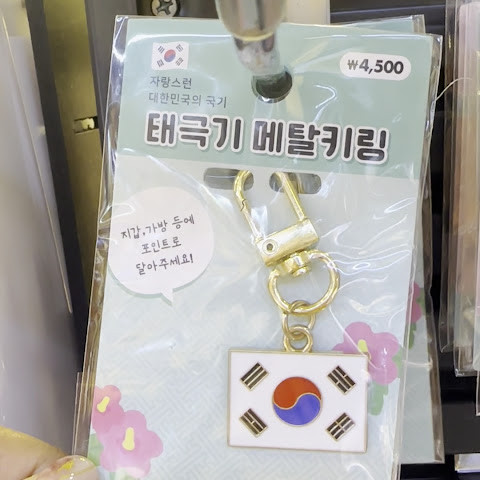 ₩4,500
자랑스런
대한민국의 국기
태극기 메탈키링
지갑,가방 등에
포인트로
달아주세요!